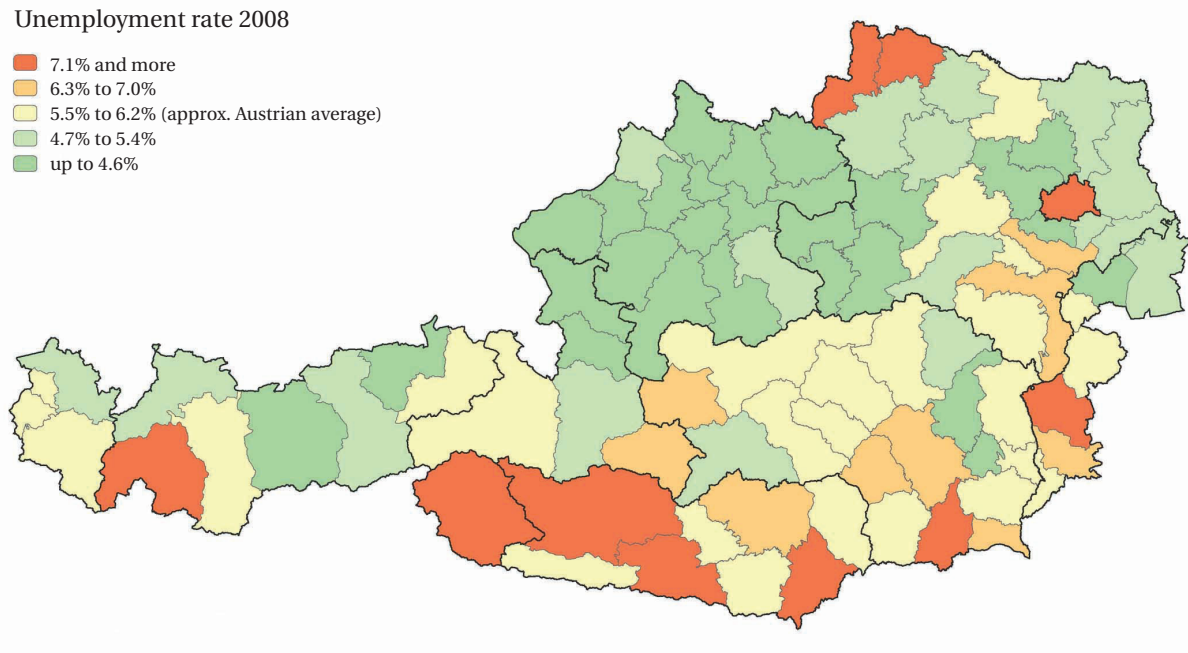 Unemployment rate 2008
7.1% and more
6.3% to 7.0%
5.5% to 6.2% (approx. Austrian average)
4.7% to 5.4%
up to 4.6%